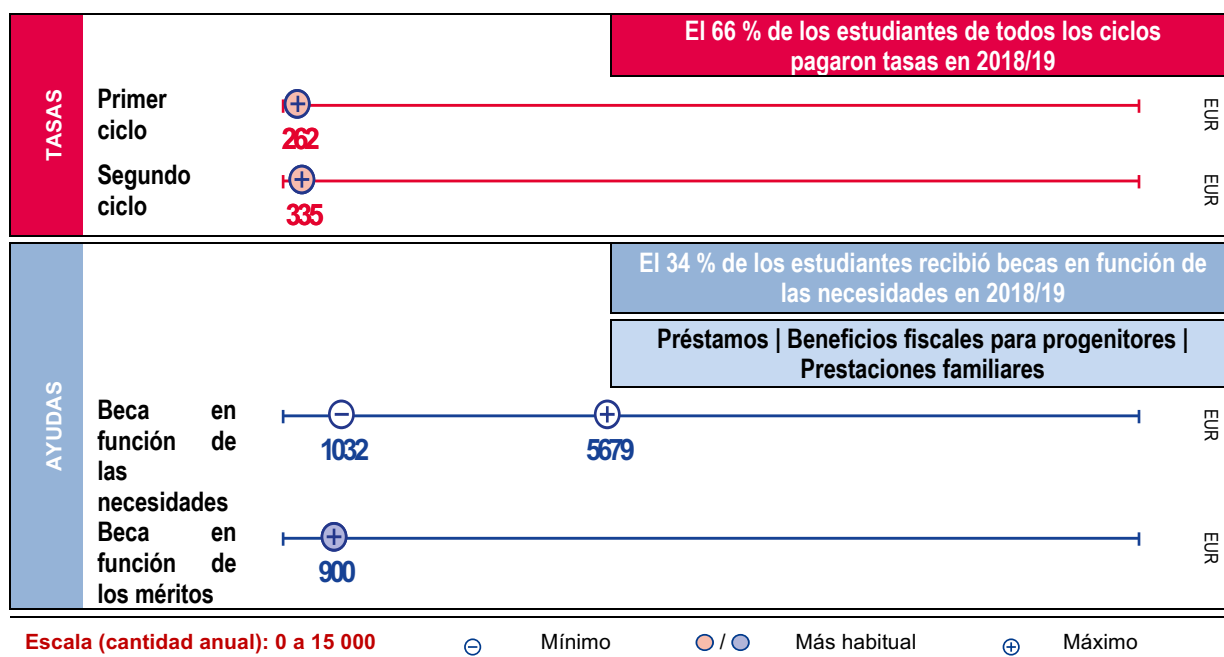 El 66 % de los estudiantes de todos los ciclos
pagaron tasas en 2018/19
TASAS
Primer
ciclo
262
EUR
Segundo
ciclo
335
EUR
El 34 % de los estudiantes recibió becas en función de
las necesidades en 2018/19
Préstamos | Beneficios fiscales para progenitores |
Prestaciones familiares
AYUDAS
Beca en
función de
las
necesidades
1032
5679
EUR
Beca en
función de
los méritos
900
EUR
Escala (cantidad anual): 0 a 15 000 Mínimo / Más habitual Máximo